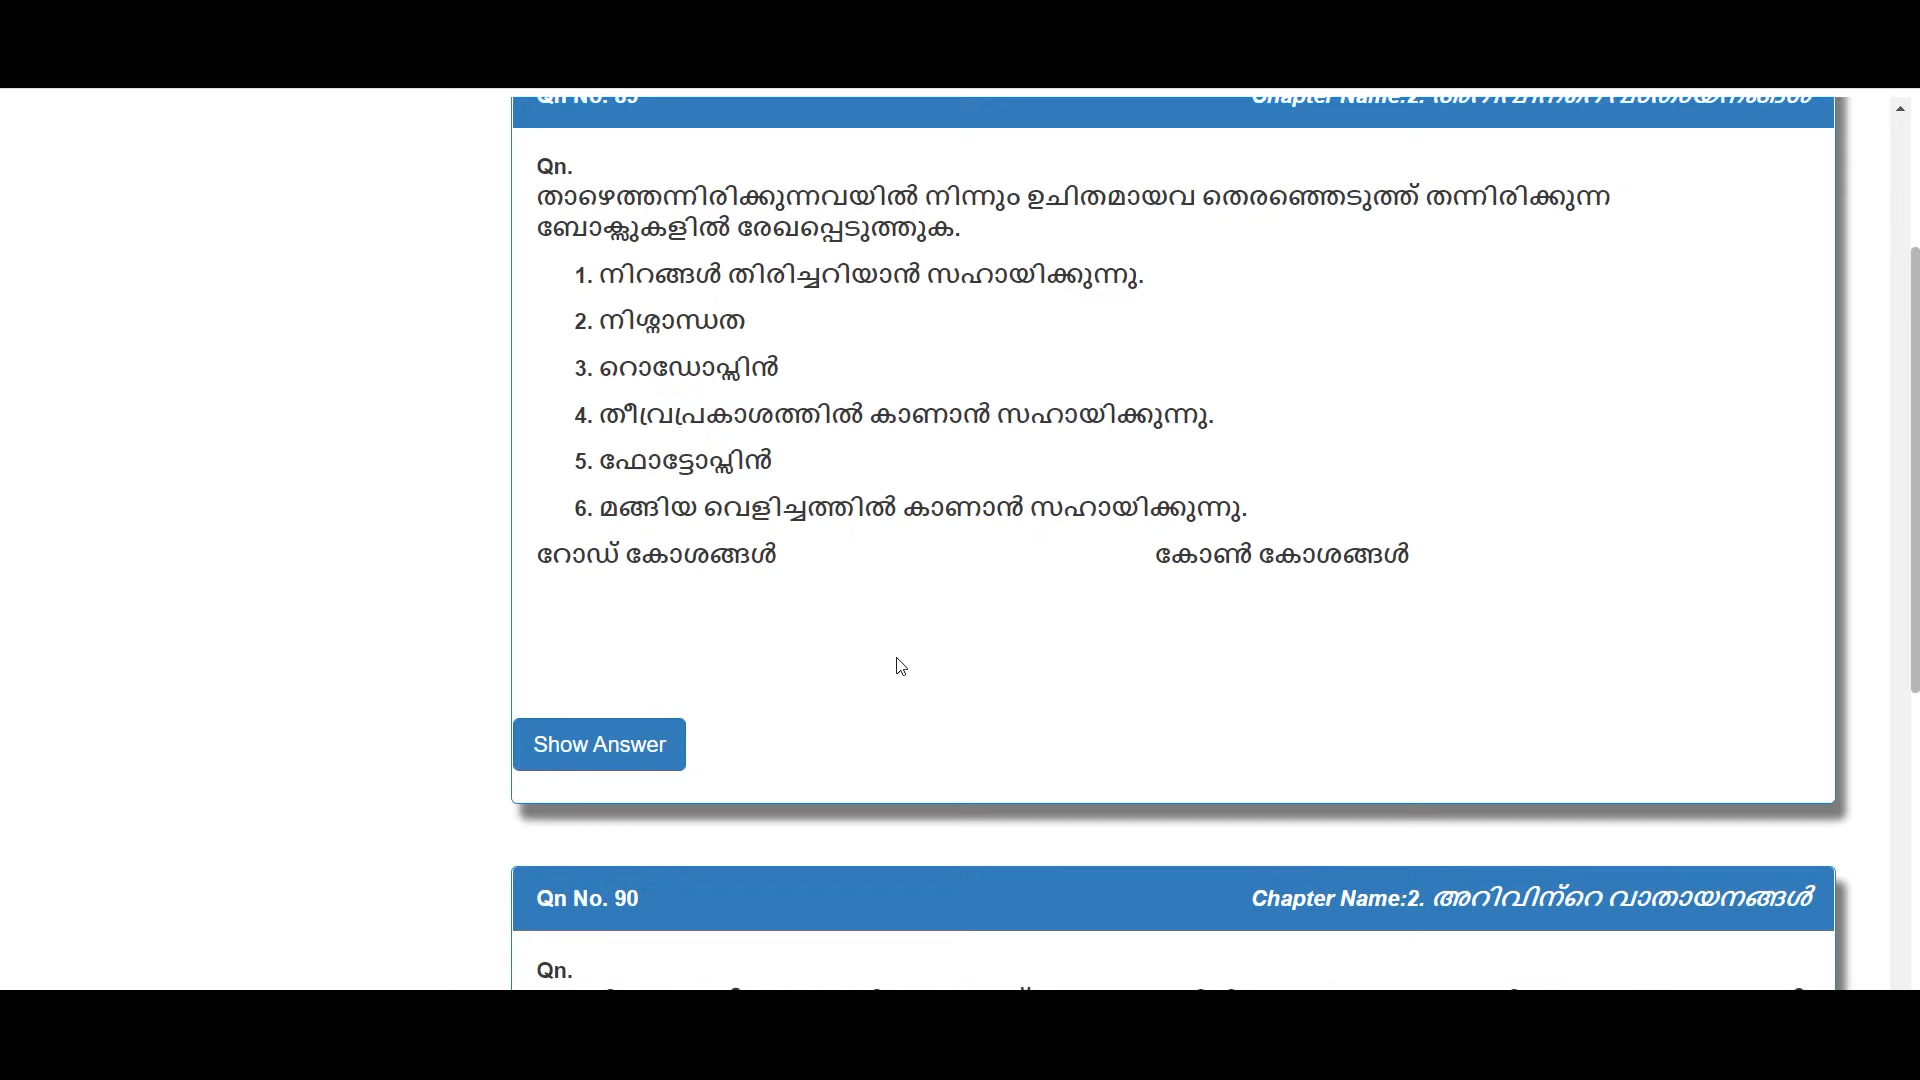 Qn.
താഴെത്തന്നിരിക്കുന്നവയിൽ നിന്നും ഉചിതമായവ തെരഞ്ഞെടുത്ത് തന്നിരിക്കുന്ന
ബോക്സുകളിൽ രേഖപ്പെടുത്തുക.
1. നിറങ്ങൾ തിരിച്ചറിയാൻ സഹായിക്കുന്നു.
2. നിശ്ശാന്ധത
3. റൊഡോപ്സിൻ
4. തീവ്രപ്രകാശത്തിൽ കാണാൻ സഹായിക്കുന്നു.
5. ഫോട്ടോപ്സിൻ
6. മങ്ങിയ വെളിച്ചത്തിൽ കാണാൻ സഹായിക്കുന്നു.
റോഡ് കോശങ്ങൾ കോൺ കോശങ്ങൾ
Show Answer
Qn No. 90 Chapter Name:2. അറിവിന്റെ വാതായനങ്ങൾ
Qn.